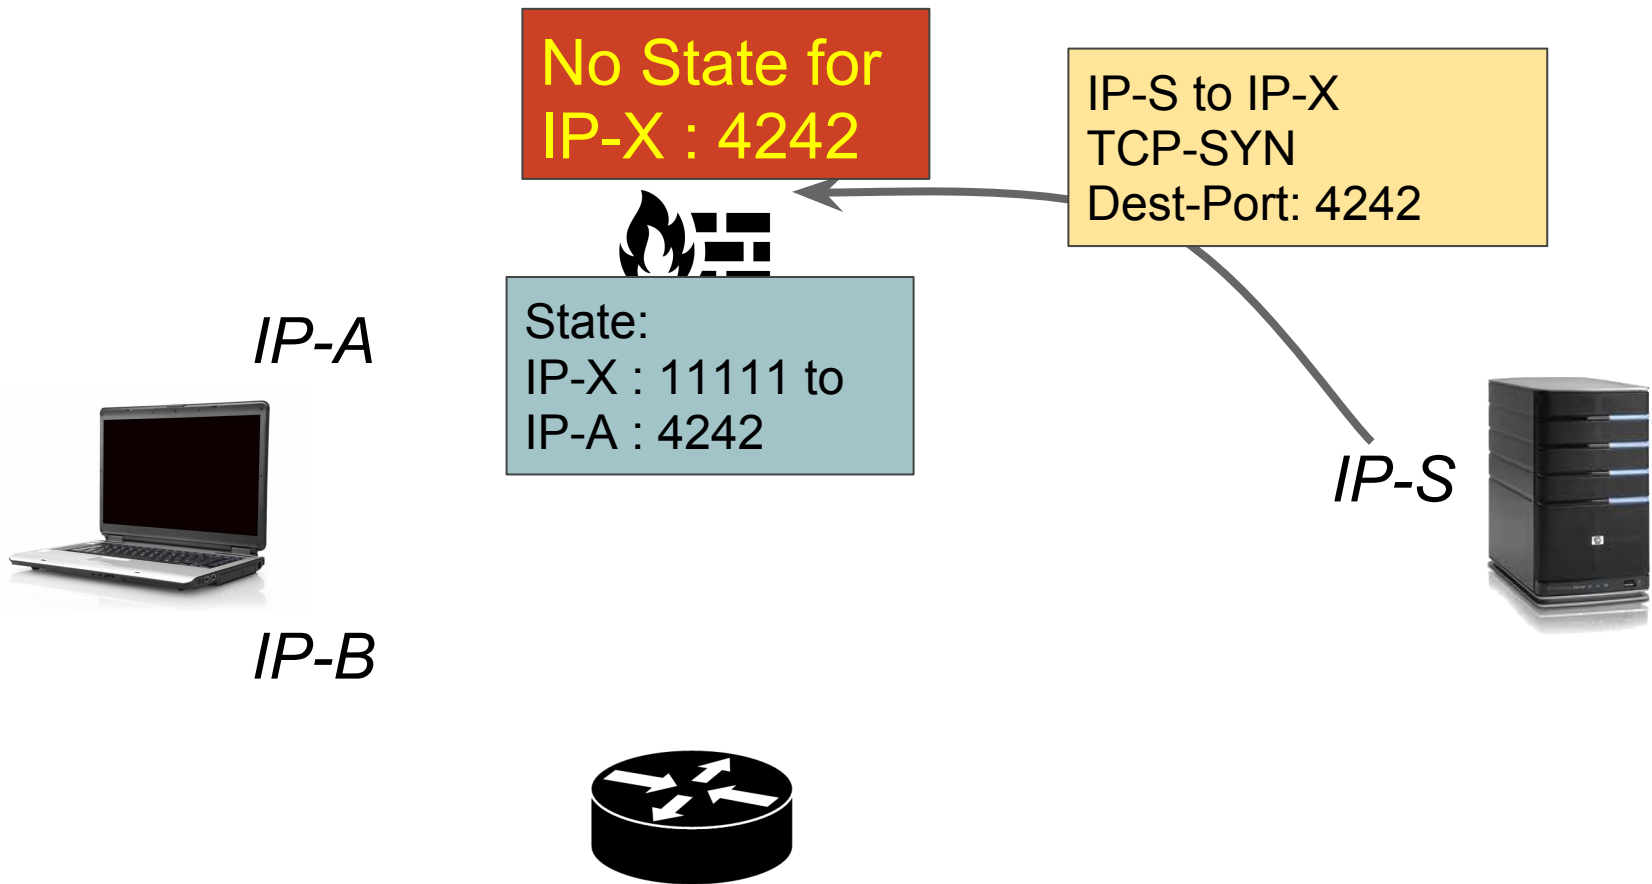 No State for
IP-X : 4242
IP-S to IP-X
TCP-SYN
Dest-Port: 4242
State:
IP-X : 11111 to
IP-A : 4242
IP-A
IP-S
IP-B